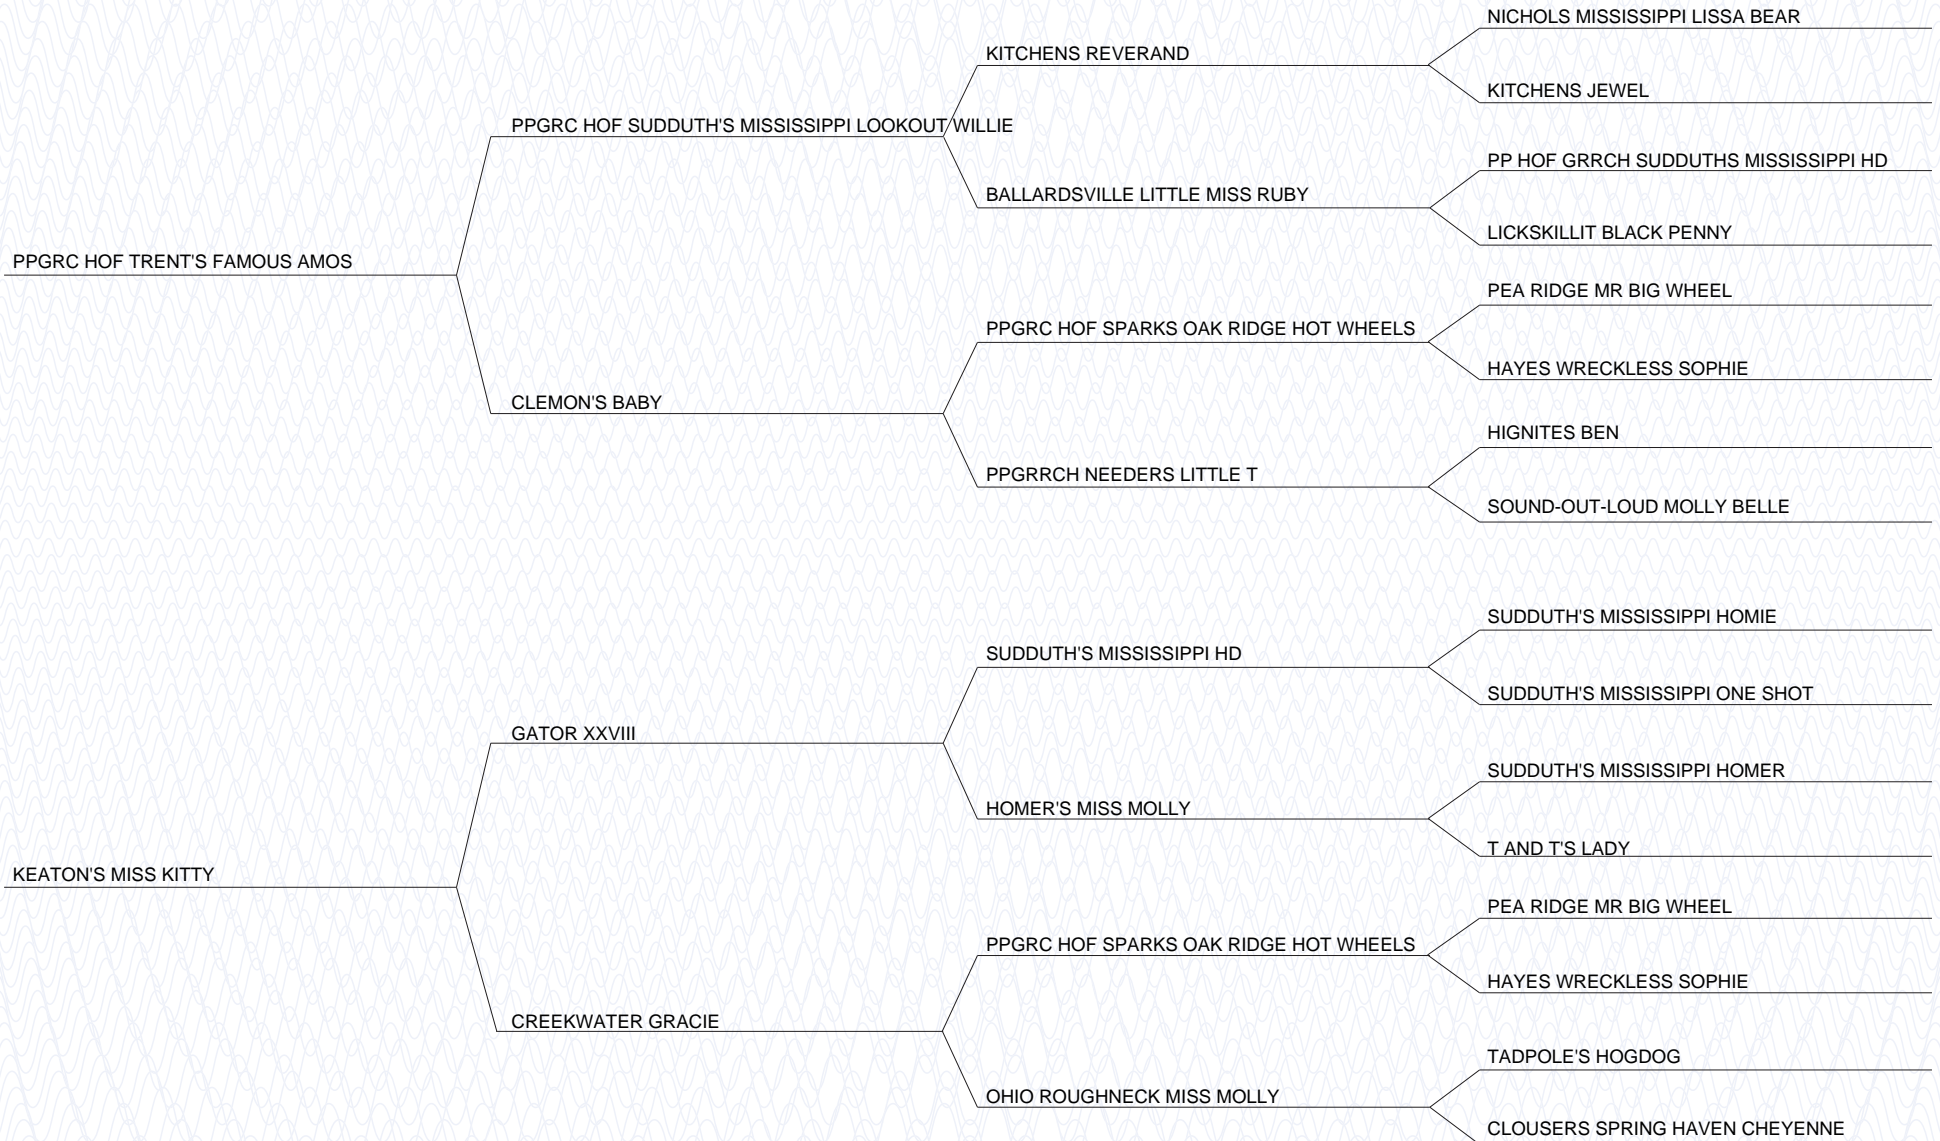 NICHOLS MISSISSIPPI LISSA BEAR
KITCHENS REVERAND
KITCHENS JEWEL
PPGRC HOF SUDDUTH'S MISSISSIPPI LOOKOUT WILLIE
PP HOF GRRCH SUDDUTHS MISSISSIPPI HD
BALLARDSVILLE LITTLE MISS RUBY
LICKSKILLIT BLACK PENNY
PPGRC HOF TRENT'S FAMOUS AMOS
PEA RIDGE MR BIG WHEEL
PPGRC HOF SPARKS OAK RIDGE HOT WHEELS
HAYES WRECKLESS SOPHIE
CLEMON'S BABY
HIGNITES BEN
PPGRRCH NEEDERS LITTLE T
SOUND-OUT-LOUD MOLLY BELLE
SUDDUTH'S MISSISSIPPI HOMIE
SUDDUTH'S MISSISSIPPI HD
SUDDUTH'S MISSISSIPPI ONE SHOT
GATOR XXVIII
SUDDUTH'S MISSISSIPPI HOMER
HOMER'S MISS MOLLY
T AND T'S LADY
KEATON'S MISS KITTY
PEA RIDGE MR BIG WHEEL
PPGRC HOF SPARKS OAK RIDGE HOT WHEELS
HAYES WRECKLESS SOPHIE
CREEKWATER GRACIE
TADPOLE'S HOGDOG
OHIO ROUGHNECK MISS MOLLY
CLOUSERS SPRING HAVEN CHEYENNE